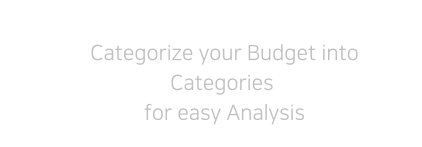 Categorize your Budget into
Categories
for easy Analysis